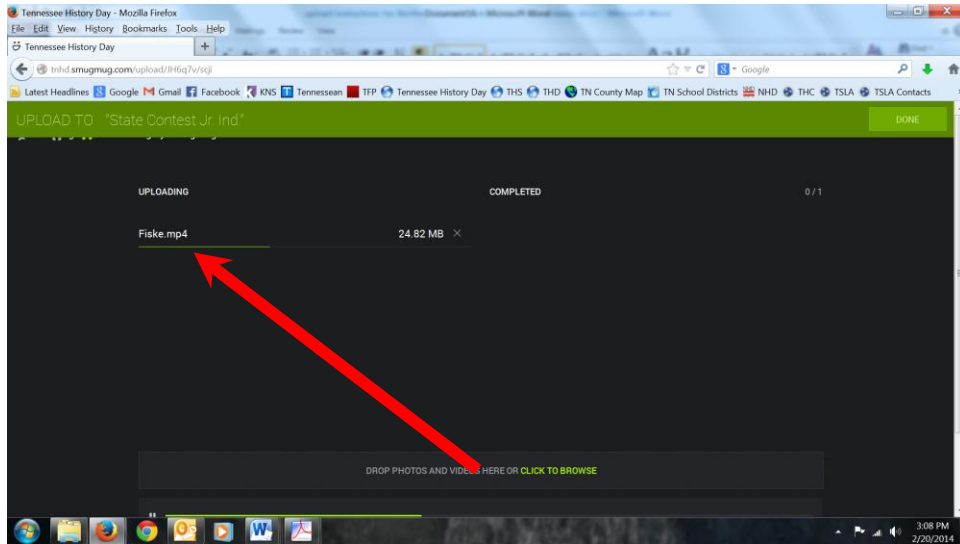 Tennessee History Day - Mozilla Firefox
File Edit View History Bookmarks Tools Help
Tennessee History Day +
tnhd.smugmug.com/upload/JH6q7v/scji
Google
Latest Headlines Google Gmail Facebook KNS Tennessean TFP Tennessee History Day THS THD TN County Map TN School Districts NHD THC TSLA TSLA Contacts
UPLOAD TO "State Contest Jr. Ind."
DONE
UPLOADING
COMPLETED
0 / 1
Fiske.mp4
24.82 MB
DROP PHOTOS AND VIDEOS HERE OR CLICK TO BROWSE
3:08 PM
2/20/2014